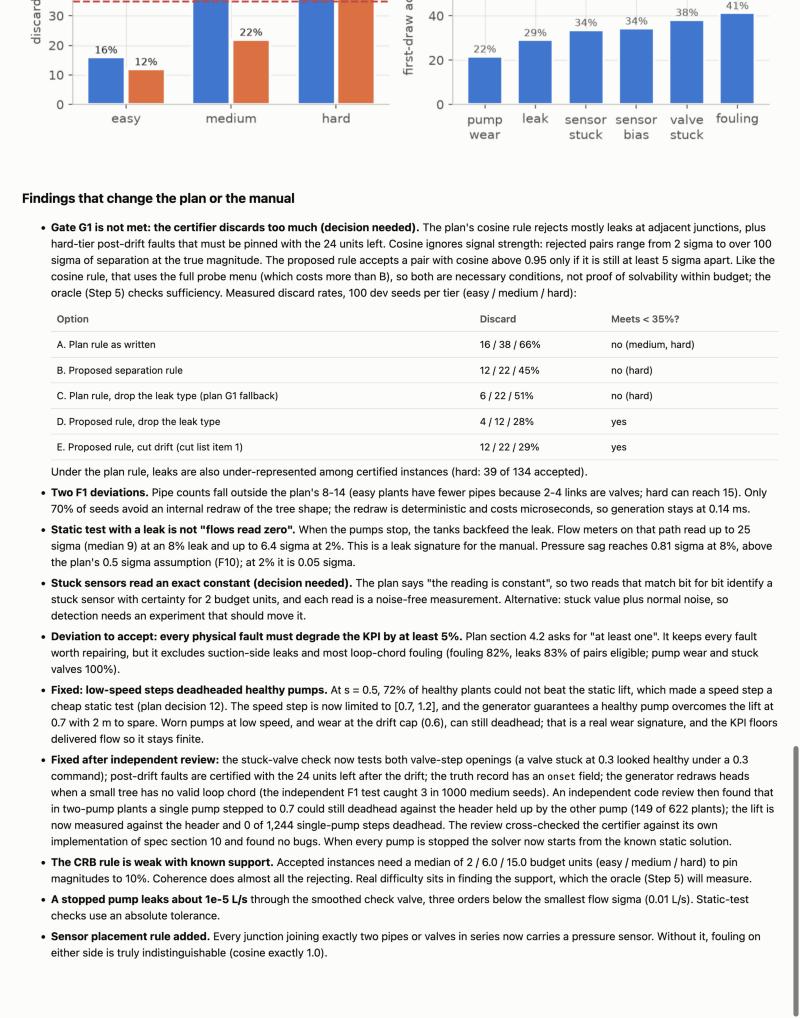 discard
30
20
10
0
16%
12%
22%
easy
medium
hard
first-draw ac
40
20
0
22%
29%
34%
34%
38%
41%
pump wear
leak
sensor stuck
sensor bias
valve stuck
fouling
Findings that change the plan or the manual
• Gate G1 is not met: the certifier discards too much (decision needed). The plan's cosine rule rejects mostly leaks at adjacent junctions, plus
hard-tier post-drift faults that must be pinned with the 24 units left. Cosine ignores signal strength: rejected pairs range from 2 sigma to over 100
sigma of separation at the true magnitude. The proposed rule accepts a pair with cosine above 0.95 only if it is still at least 5 sigma apart. Like the
cosine rule, that uses the full probe menu (which costs more than B), so both are necessary conditions, not proof of solvability within budget; the
oracle (Step 5) checks sufficiency. Measured discard rates, 100 dev seeds per tier (easy / medium / hard):
Option Discard Meets < 35%?
A. Plan rule as written 16 / 38 / 66% no (medium, hard)
B. Proposed separation rule 12 / 22 / 45% no (hard)
C. Plan rule, drop the leak type (plan G1 fallback) 6 / 22 / 51% no (hard)
D. Proposed rule, drop the leak type 4 / 12 / 28% yes
E. Proposed rule, cut drift (cut list item 1) 12 / 22 / 29% yes
Under the plan rule, leaks are also under-represented among certified instances (hard: 39 of 134 accepted).
• Two F1 deviations. Pipe counts fall outside the plan's 8-14 (easy plants have fewer pipes because 2-4 links are valves; hard can reach 15). Only
70% of seeds avoid an internal redraw of the tree shape; the redraw is deterministic and costs microseconds, so generation stays at 0.14 ms.
• Static test with a leak is not "flows read zero". When the pumps stop, the tanks backfeed the leak. Flow meters on that path read up to 25
sigma (median 9) at an 8% leak and up to 6.4 sigma at 2%. This is a leak signature for the manual. Pressure sag reaches 0.81 sigma at 8%, above
the plan's 0.5 sigma assumption (F10); at 2% it is 0.05 sigma.
• Stuck sensors read an exact constant (decision needed). The plan says "the reading is constant", so two reads that match bit for bit identify a
stuck sensor with certainty for 2 budget units, and each read is a noise-free measurement. Alternative: stuck value plus normal noise, so
detection needs an experiment that should move it.
• Deviation to accept: every physical fault must degrade the KPI by at least 5%. Plan section 4.2 asks for "at least one". It keeps every fault
worth repairing, but it excludes suction-side leaks and most loop-chord fouling (fouling 82%, leaks 83% of pairs eligible; pump wear and stuck
valves 100%).
• Fixed: low-speed steps deadheaded healthy pumps. At s = 0.5, 72% of healthy plants could not beat the static lift, which made a speed step a
cheap static test (plan decision 12). The speed step is now limited to [0.7, 1.2], and the generator guarantees a healthy pump overcomes the lift at
0.7 with 2 m to spare. Worn pumps at low speed, and wear at the drift cap (0.6), can still deadhead; that is a real wear signature, and the KPI floors
delivered flow so it stays finite.
• Fixed after independent review: the stuck-valve check now tests both valve-step openings (a valve stuck at 0.3 looked healthy under a 0.3
command); post-drift faults are certified with the 24 units left after the drift; the truth record has an onset field; the generator redraws heads
when a small tree has no valid loop chord (the independent F1 test caught 3 in 1000 medium seeds). An independent code review then found that
in two-pump plants a single pump stepped to 0.7 could still deadhead against the header held up by the other pump (149 of 622 plants); the lift is
now measured against the header and 0 of 1,244 single-pump steps deadhead. The review cross-checked the certifier against its own
implementation of spec section 10 and found no bugs. When every pump is stopped the solver now starts from the known static solution.
• The CRB rule is weak with known support. Accepted instances need a median of 2 / 6.0 / 15.0 budget units (easy / medium / hard) to pin
magnitudes to 10%. Coherence does almost all the rejecting. Real difficulty sits in finding the support, which the oracle (Step 5) will measure.
• A stopped pump leaks about 1e-5 L/s through the smoothed check valve, three orders below the smallest flow sigma (0.01 L/s). Static-test
checks use an absolute tolerance.
• Sensor placement rule added. Every junction joining exactly two pipes or valves in series now carries a pressure sensor. Without it, fouling on
either side is truly indistinguishable (cosine exactly 1.0).